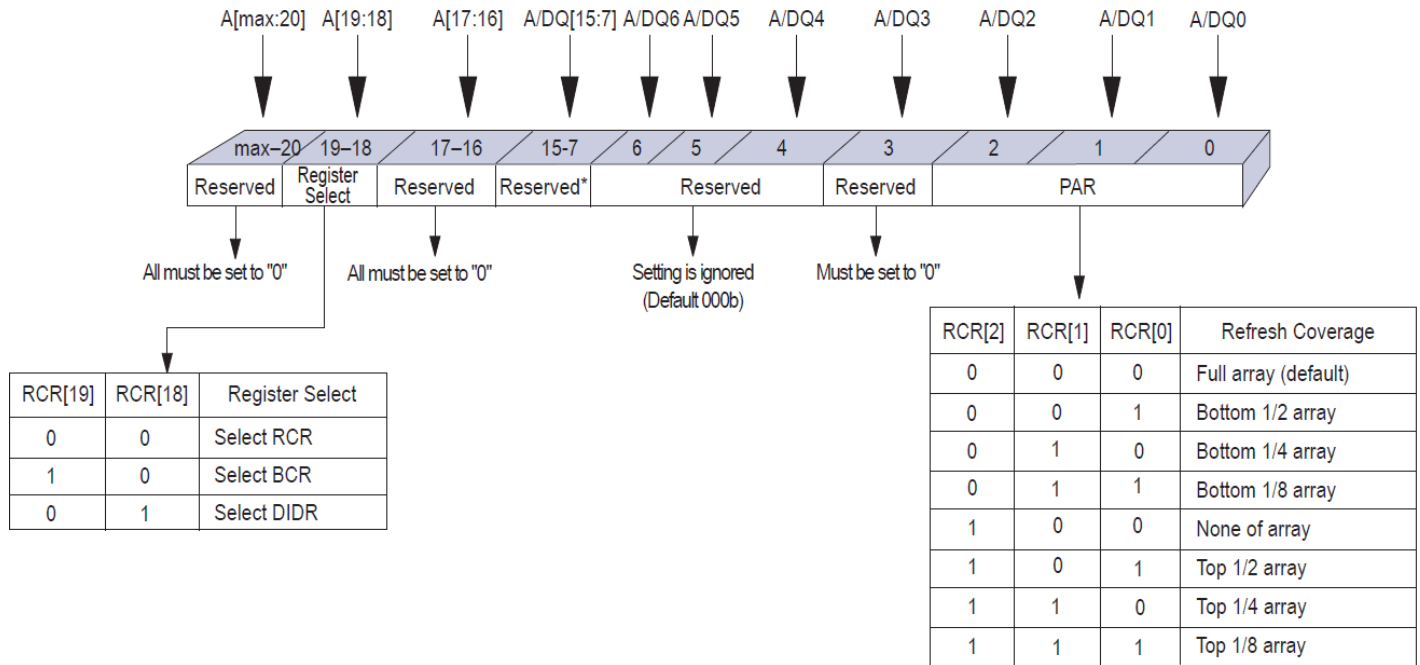 A[max:20] A[19:18] A[17:16] A/DQ[15:7] A/DQ6 A/DQ5 A/DQ4 A/DQ3 A/DQ2 A/DQ1 A/DQ0
max–20 19–18 17–16 15-7 6 5 4 3 2 1 0
Reserved Register Select Reserved Reserved* Reserved Reserved PAR
All must be set to "0" All must be set to "0" Setting is ignored (Default 000b) Must be set to "0"
RCR[19] RCR[18] Register Select
0 0 Select RCR
1 0 Select BCR
0 1 Select DIDR
RCR[2] RCR[1] RCR[0] Refresh Coverage
0 0 0 Full array (default)
0 0 1 Bottom 1/2 array
0 1 0 Bottom 1/4 array
0 1 1 Bottom 1/8 array
1 0 0 None of array
1 0 1 Top 1/2 array
1 1 0 Top 1/4 array
1 1 1 Top 1/8 array